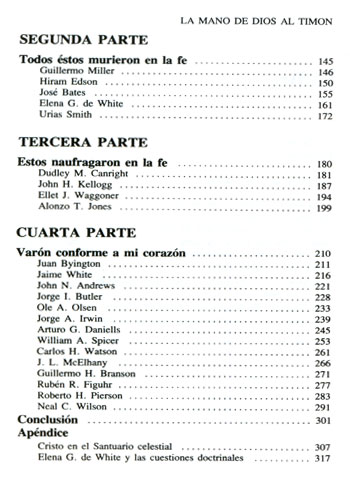 LA MANO DE DIOS AL TIMON
SEGUNDA PARTE
Todos éstos murieron en la fe ........ 145
Guillermo Miller ........ 146
Hiram Edson ........ 150
José Bates ........ 155
Elena G. de White ........ 161
Urias Smith ........ 172
TERCERA PARTE
Estos naufragaron en la fe ........ 180
Dudley M. Canright ........ 181
John H. Kellogg ........ 187
Ellet J. Waggoner ........ 194
Alonzo T. Jones ........ 199
CUARTA PARTE
Varón conforme a mi corazón ........ 210
Juan Byington ........ 211
Jaime White ........ 216
John N. Andrews ........ 221
Jorge I. Butler ........ 228
Ole A. Olsen ........ 233
Jorge A. Irwin ........ 239
Arturo G. Daniells ........ 245
William A. Spicer ........ 253
Carlos H. Watson ........ 261
J. L. McElhany ........ 266
Guillermo H. Branson ........ 271
Rubén R. Figuhr ........ 277
Roberto H. Pierson ........ 283
Neal C. Wilson ........ 291
Conclusión ........ 301
Apéndice
Cristo en el Santuario celestial ........ 307
Elena G. de White y las cuestiones doctrinales ........ 317